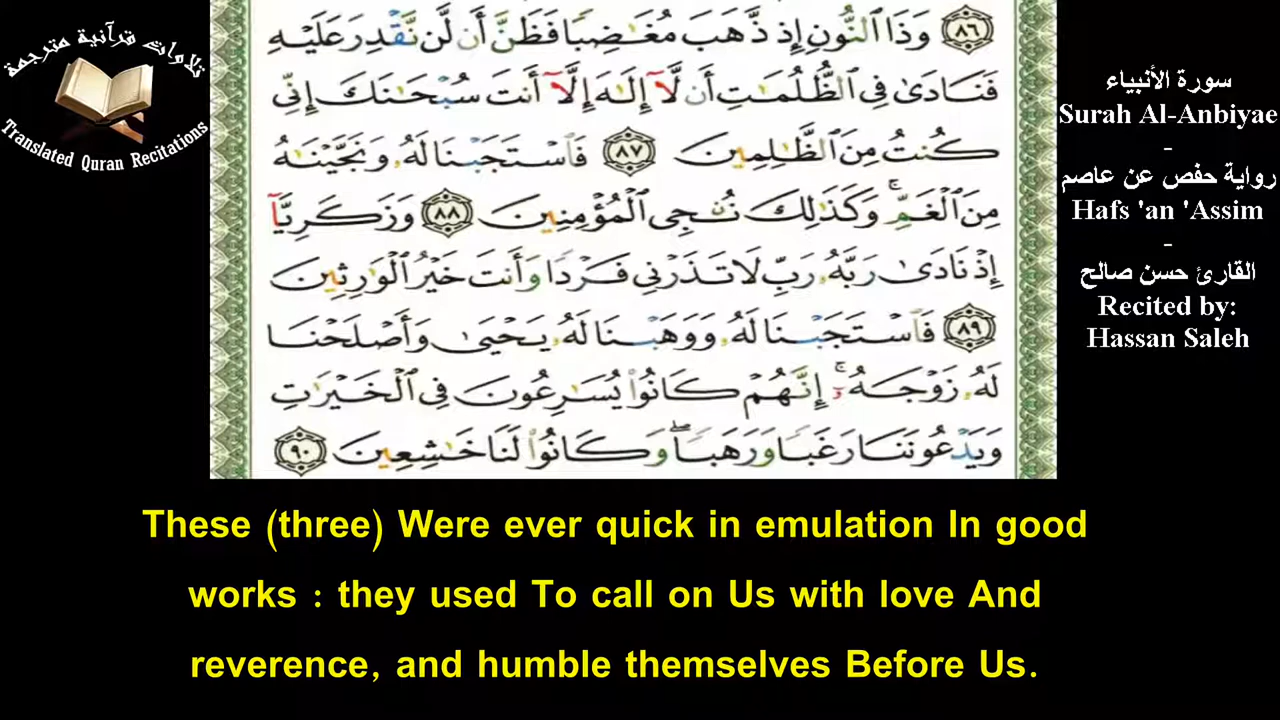 تلاوات قرآنية مترجمة
Translated Quran Recitations
٨٦ وَذَا ٱلنُّونِ إِذ ذَّهَبَ مُغَٰضِبًا فَظَنَّ أَن لَّن نَّقْدِرَ عَلَيْهِ
فَنَادَىٰ فِى ٱلظُّلُمَٰتِ أَن لَّآ إِلَٰهَ إِلَّآ أَنتَ سُبْحَٰنَكَ إِنِّى
كُنتُ مِنَ ٱلظَّٰلِمِينَ ٨٧ فَٱسْتَجَبْنَا لَهُۥ وَنَجَّيْنَٰهُ
مِنَ ٱلْغَمِّ ۚ وَكَذَٰلِكَ نُۨجِى ٱلْمُؤْمِنِينَ ٨٨ وَزَكَرِيَّآ
إِذْ نَادَىٰ رَبَّهُۥ رَبِّ لَا تَذَرْنِى فَرْدًا وَأَنتَ خَيْرُ ٱلْوَٰرِثِينَ
٨٩ فَٱسْتَجَبْنَا لَهُۥ وَوَهَبْنَا لَهُۥ يَحْيَىٰ وَأَصْلَحْنَا
لَهُۥ زَوْجَهُۥٓ ۚ إِنَّهُمْ كَانُوا۟ يُسَٰرِعُونَ فِى ٱلْخَيْرَٰتِ
وَيَدْعُونَنَا رَغَبًا وَرَهَبًا ۖ وَكَانُوا۟ لَنَا خَٰشِعِينَ ٩٠
سورة الأنبياء
Surah Al-Anbiyae
-
رواية حفص عن عاصم
Hafs 'an 'Assim
-
القارئ حسن صالح
Recited by:
Hassan Saleh
These (three) Were ever quick in emulation In good
works : they used To call on Us with love And
reverence, and humble themselves Before Us.